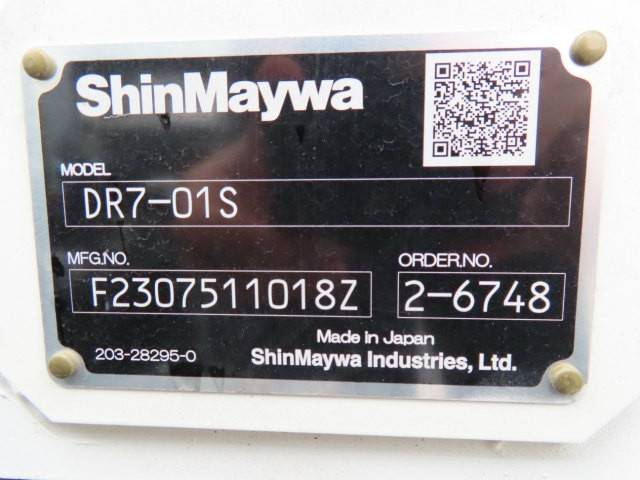 ShinMaywa
MODEL
DR7-01S
MFG.NO. ORDER.NO.
F2307511018Z 2-6748
Made in Japan
203-28295-0 ShinMaywa Industries, Ltd.